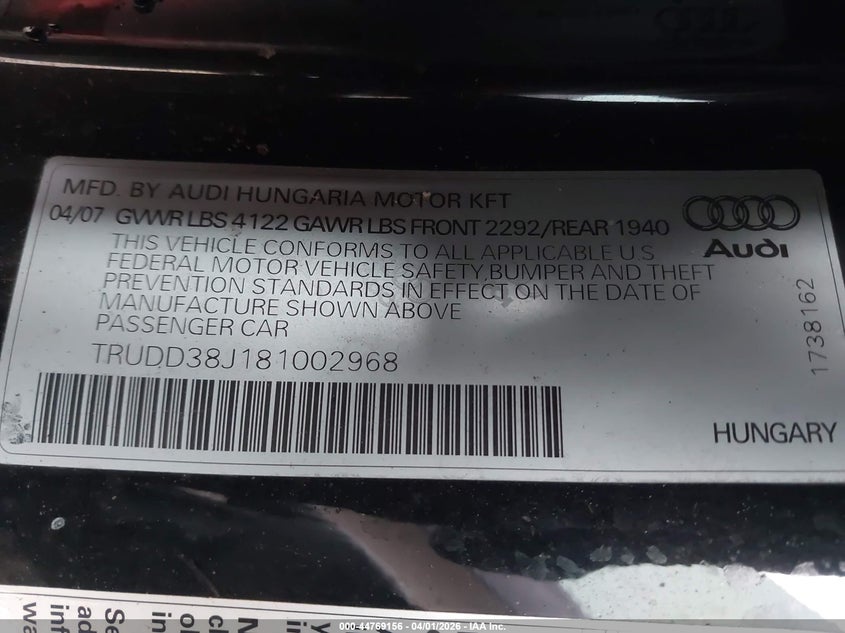 MFD. BY AUDI HUNGARIA MOTOR KFT
04/07 GVWR LBS 4122 GAWR LBS FRONT 2292/REAR 1940
THIS VEHICLE CONFORMS TO ALL APPLICABLE U.S
FEDERAL MOTOR VEHICLE SAFETY, BUMPER AND THEFT
PREVENTION STANDARDS IN EFFECT ON THE DATE OF
MANUFACTURE SHOWN ABOVE
PASSENGER CAR
TRUDD38J181002968
Audi
1738162
HUNGARY
000-44769156 - 04/01/2026 - IAA Inc.